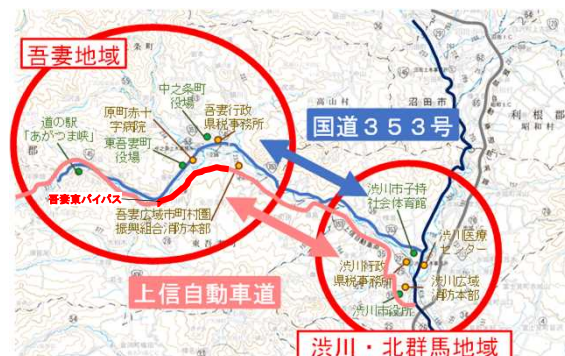 吾妻地域
条町
中之条町
役場
原町赤十
字病院
吾妻行政
県税事務所
道の駅
「あがつま峡」
東吾妻町
役場
郡
高山村
沼田市
利根郡
昭和村
国道353号
吾妻東バイパス
吾妻広域市町村圏
振興組合消防本部
渋川市子持
社会体育館
渋川医療
センター
渋川行政
県税事務所
渋川広域
消防本部
渋川市役所
上信自動車道
渋川・北群馬地域